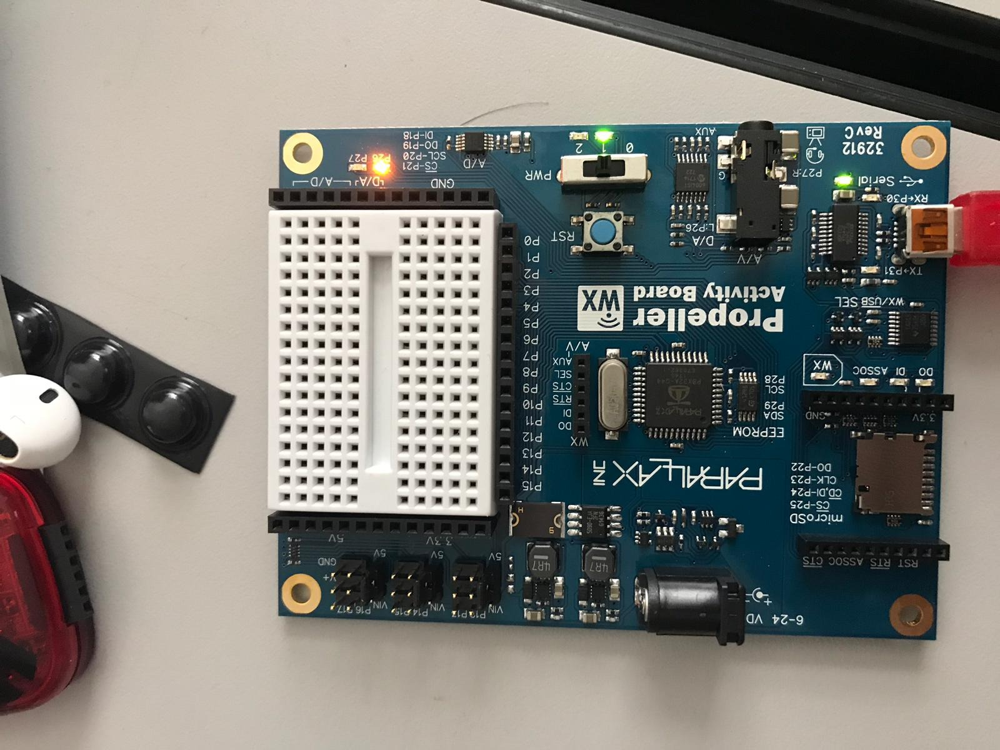 6-24 VD
VIN
P12 P13
VIN
P14 P15
VIN
P16 P17
V+
5V
5V
5V
GND
RST
RTS
ASSOC
CTS
3.3V
5V
4R7
4R7
microSD
CS-P25
CD,DI-P24
CLK-P23
DO-P22
PARALLAX
INC
P15
P14
P13
P12
P11
P10
P9
P8
P7
P6
P5
P4
P3
P2
P1
P0
WX
DO
DI
RTS
CTS
SEL
AUX
A/V
EEPROM
SDA
P29
SCL
P28
PARALLAX
P8X32A-Q44
3.3V
GND
DO
DI
ASSOC
WX
Propeller
Activity Board
WX
WX/USB SEL
TX→P31
RX←P30
Serial
A/V
D/A
L:P26
G
P27:R
AUX
RST
PWR
0
1
2
GND
D/A
A/D
A/D
CS-P21
SCL-P20
DO-P19
DI-P18
P26
P27
32912
RevC